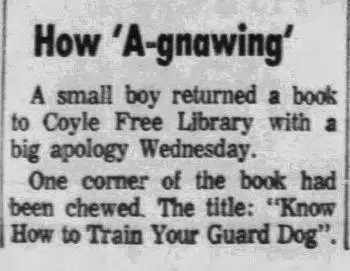 How 'A-gnawing'
A small boy returned a book
to Coyle Free Library with a
big apology Wednesday.
One corner of the book had
been chewed. The title: "Know
How to Train Your Guard Dog".